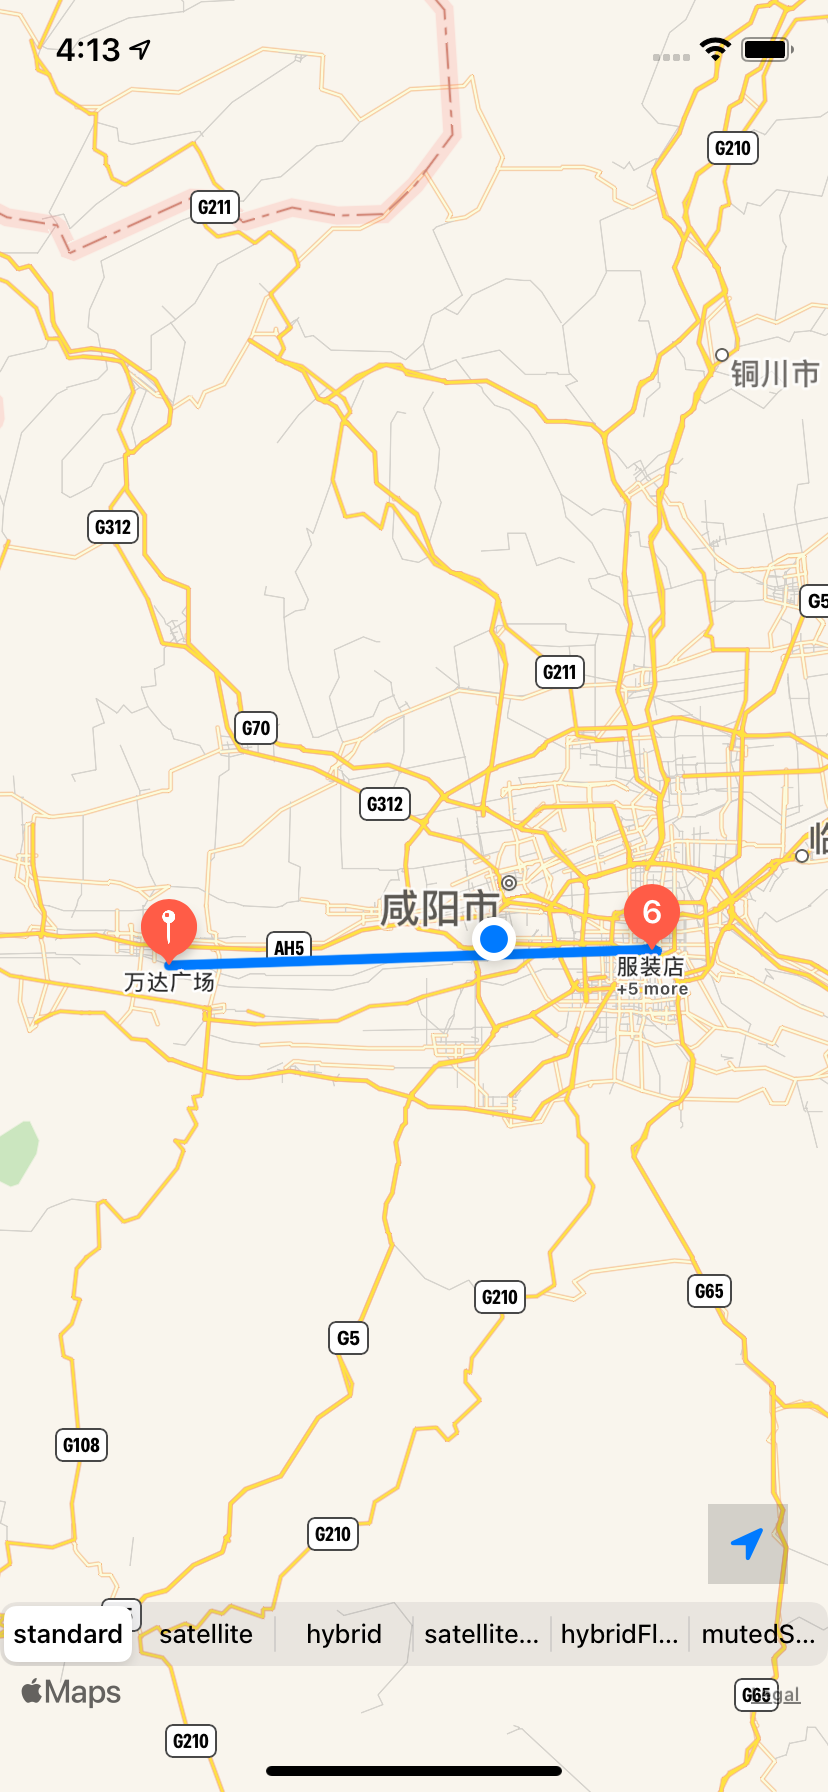 4:13
G210
G211
铜川市
G312
G5
G211
G70
G312
临
咸阳市
6
AH5
服装店
+5 more
万达广场
G65
G210
G5
G108
G210
standard
satellite
hybrid
satellite...
hybridFl...
mutedS...
Maps
G65
Legal
G210